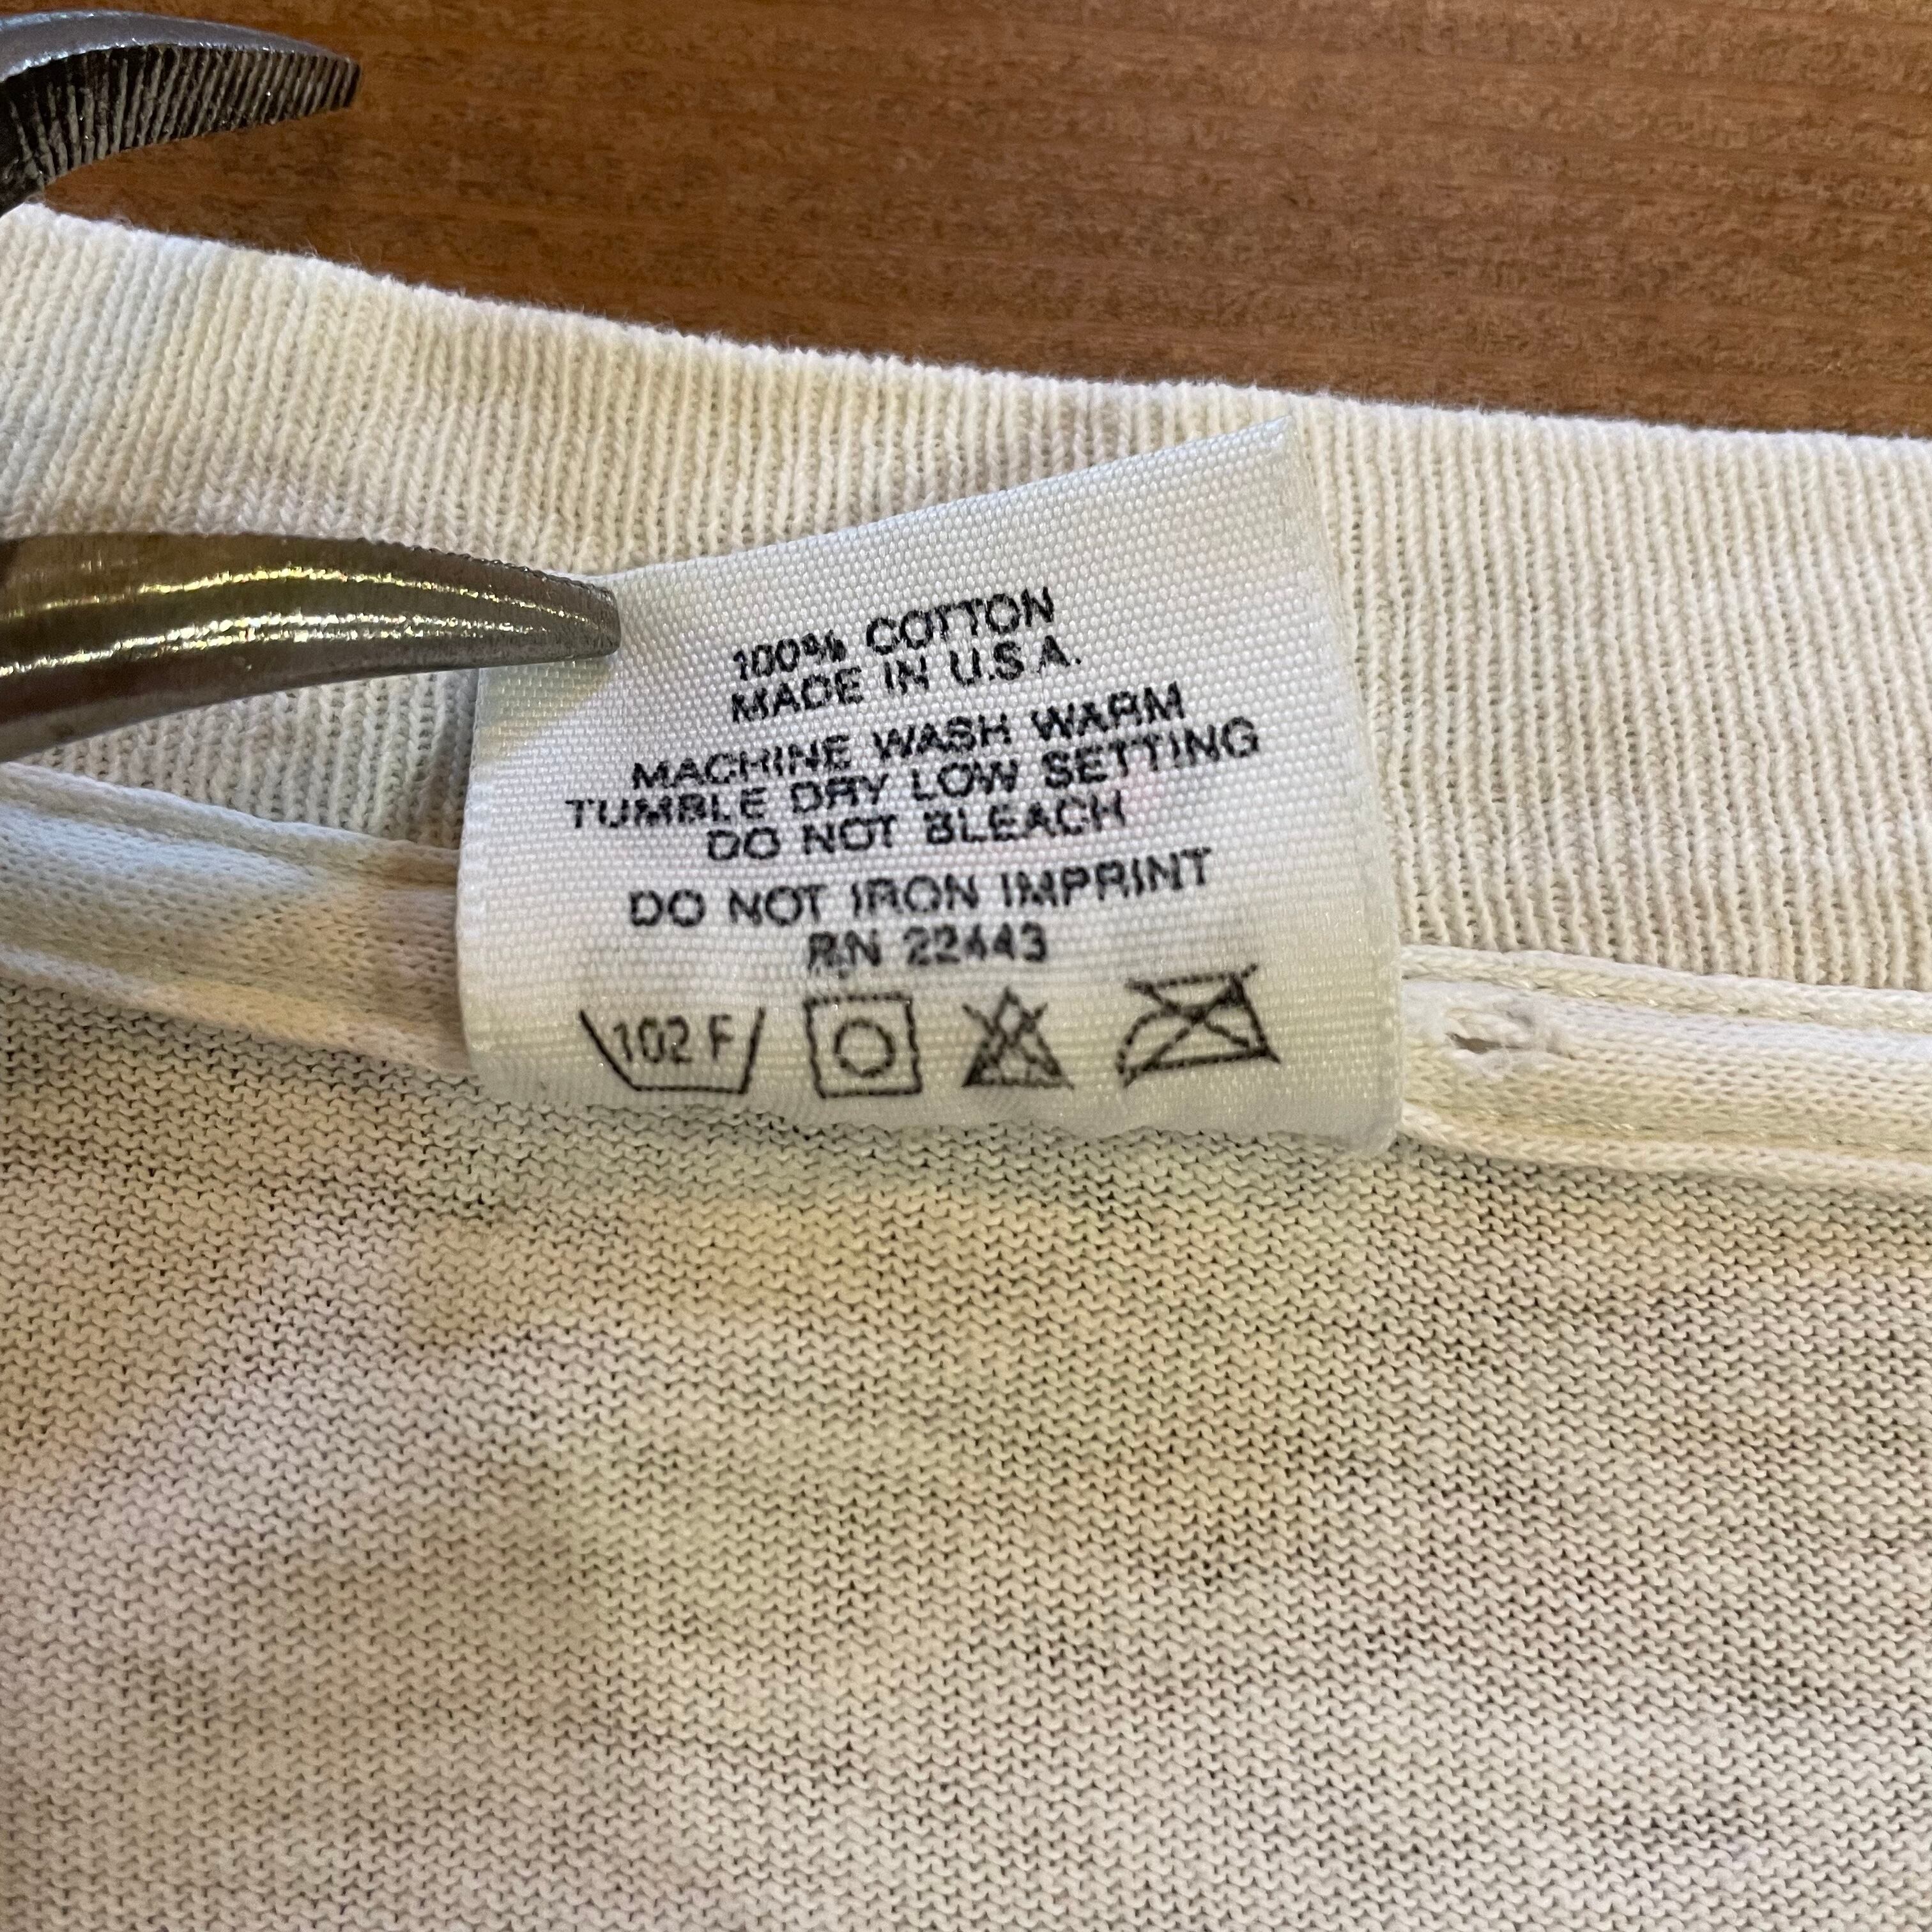 100% COTTON
MADE IN U.S.A.
MACHINE WASH WARM
TUMBLE DRY LOW SETTING
DO NOT BLEACH
DO NOT IRON IMPRINT
RN 22443
102 F